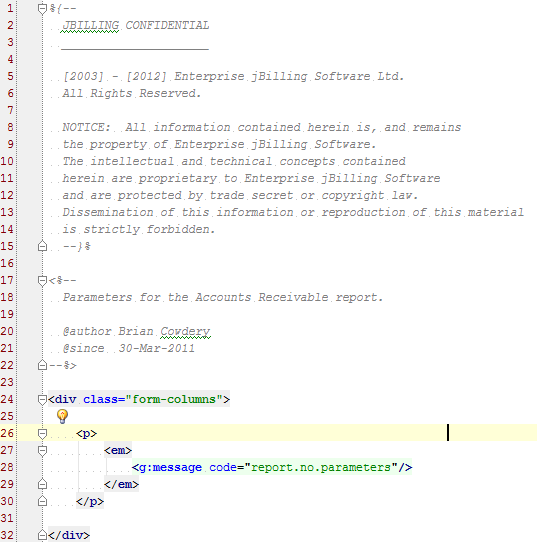 1 %{--
2 JBILLING CONFIDENTIAL
3 _____________________
4
5 [2003] - [2012] Enterprise jBilling Software Ltd.
6 All Rights Reserved.
7
8 NOTICE:  All information contained herein is, and remains
9 the property of Enterprise jBilling Software.
10 The intellectual and technical concepts contained
11 herein are proprietary to Enterprise jBilling Software
12 and are protected by trade secret or copyright law.
13 Dissemination of this information or reproduction of this material
14 is strictly forbidden.
15 --}%
16
17 <%--
18 Parameters for the Accounts Receivable report.
19
20 @author Brian Cowdery
21 @since  30-Mar-2011
22 --%>
23
24 <div class="form-columns">
25
26 <p>
27 <em>
28 <g:message code="report.no.parameters"/>
29 </em>
30 </p>
31
32 </div>